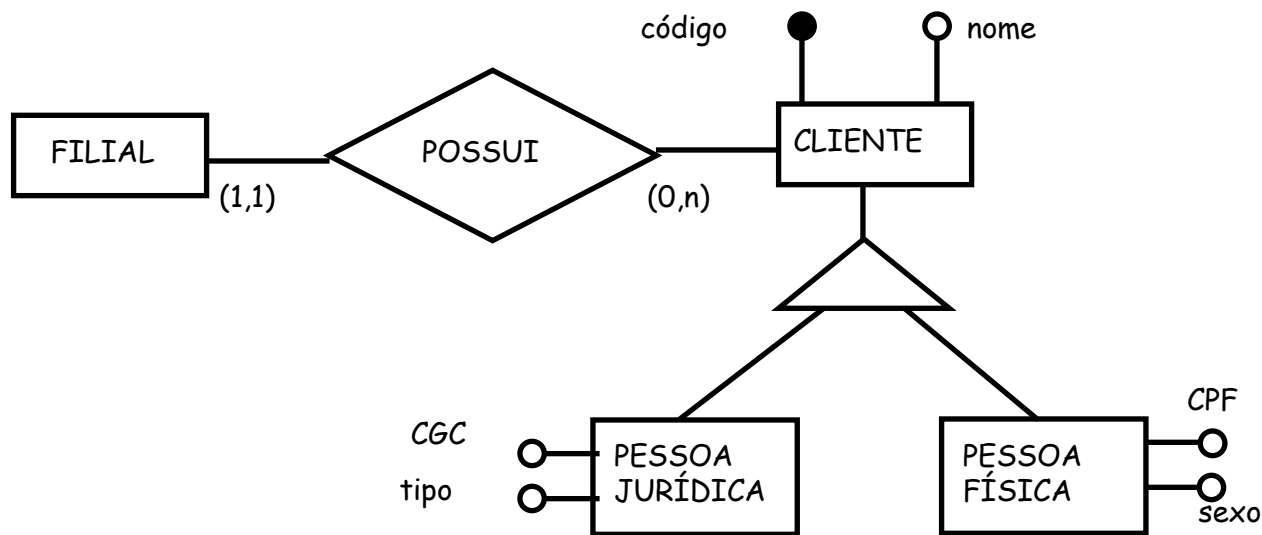 código
nome
FILIAL
POSSUI
CLIENTE
(1,1)
(0,n)
CGC
tipo
PESSOA
JURÍDICA
PESSOA
FÍSICA
CPF
sexo